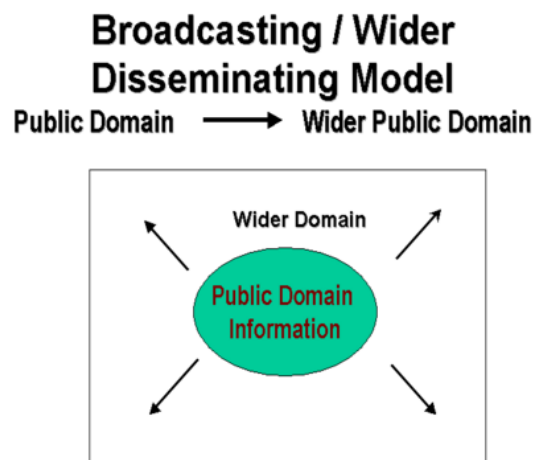 Broadcasting / Wider
Disseminating Model
Public Domain Wider Public Domain
Wider Domain
Public Domain
Information